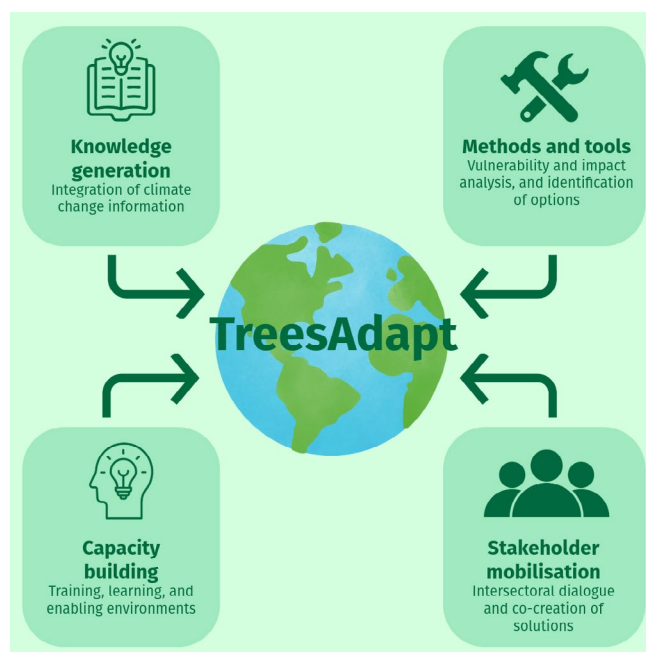 Knowledge
generation
Integration of climate
change information
Methods and tools
Vulnerability and impact
analysis, and identification
of options
TreesAdapt
Capacity
building
Training, learning, and
enabling environments
Stakeholder
mobilisation
Intersectoral dialogue
and co-creation of
solutions